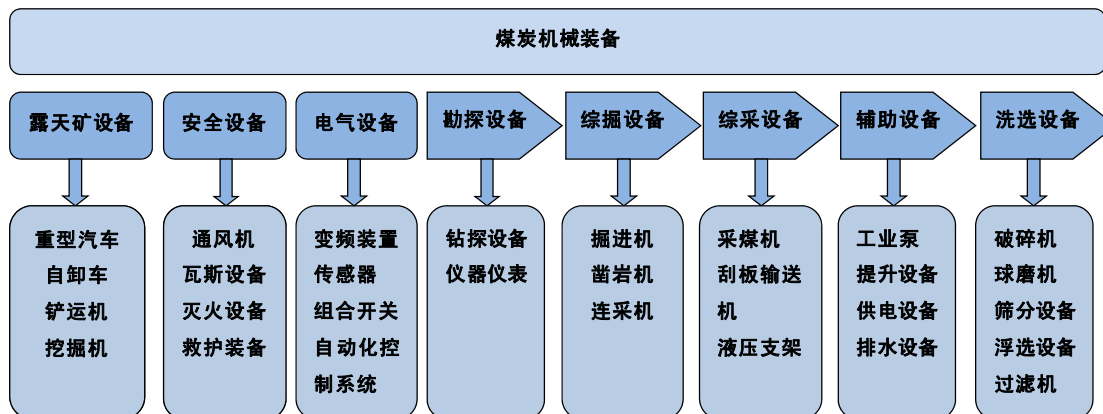 煤炭机械装备
露天矿设备
安全设备
电气设备
勘探设备
综掘设备
综采设备
辅助设备
洗选设备
重型汽车
自卸车
铲运机
挖掘机
通风机
瓦斯设备
灭火设备
救护装备
变频装置
传感器
组合开关
自动化控
制系统
钻探设备
仪器仪表
掘进机
凿岩机
连采机
采煤机
刮板输送
机
液压支架
工业泵
提升设备
供电设备
排水设备
破碎机
球磨机
筛分设备
浮选设备
过滤机